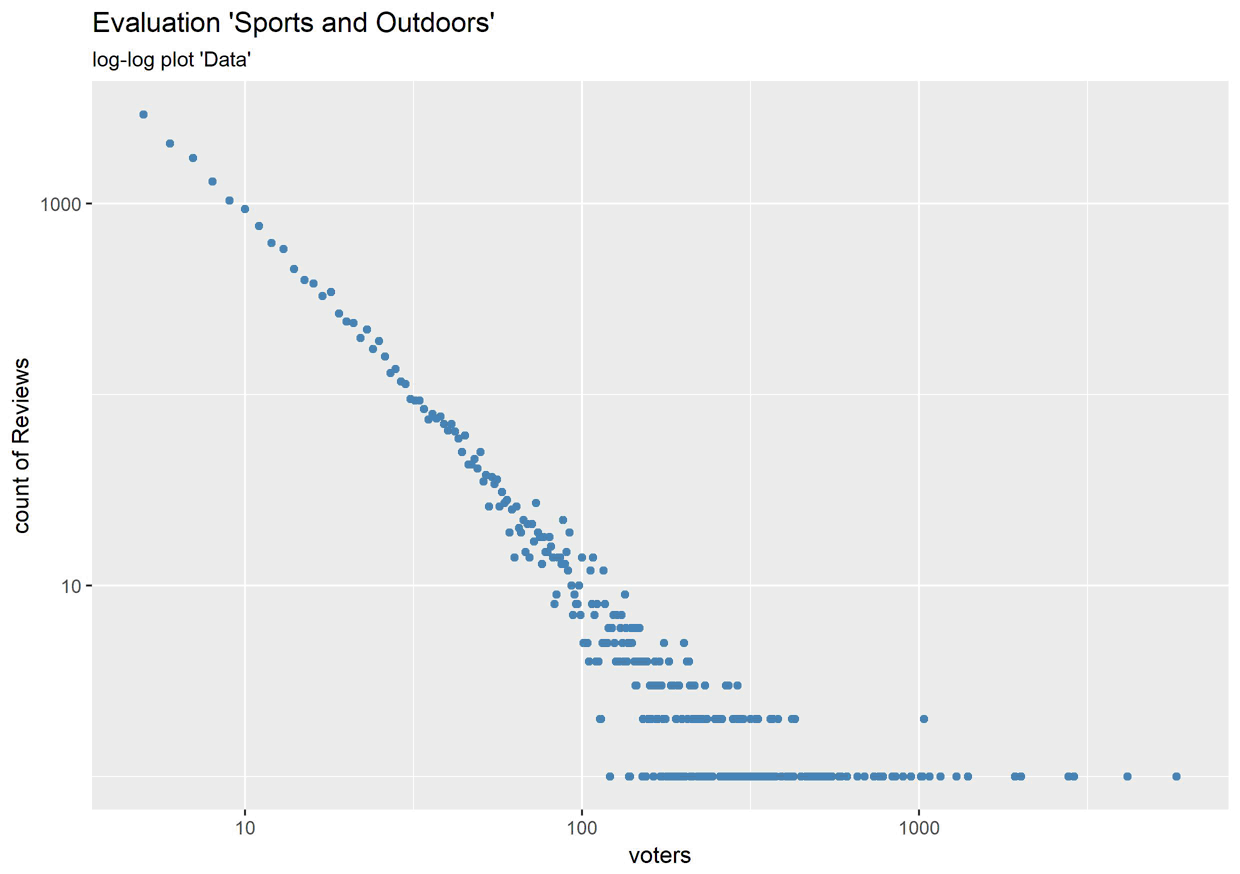 Evaluation 'Sports and Outdoors'
log-log plot 'Data'
count of Reviews
1000
10
10 100 1000
voters